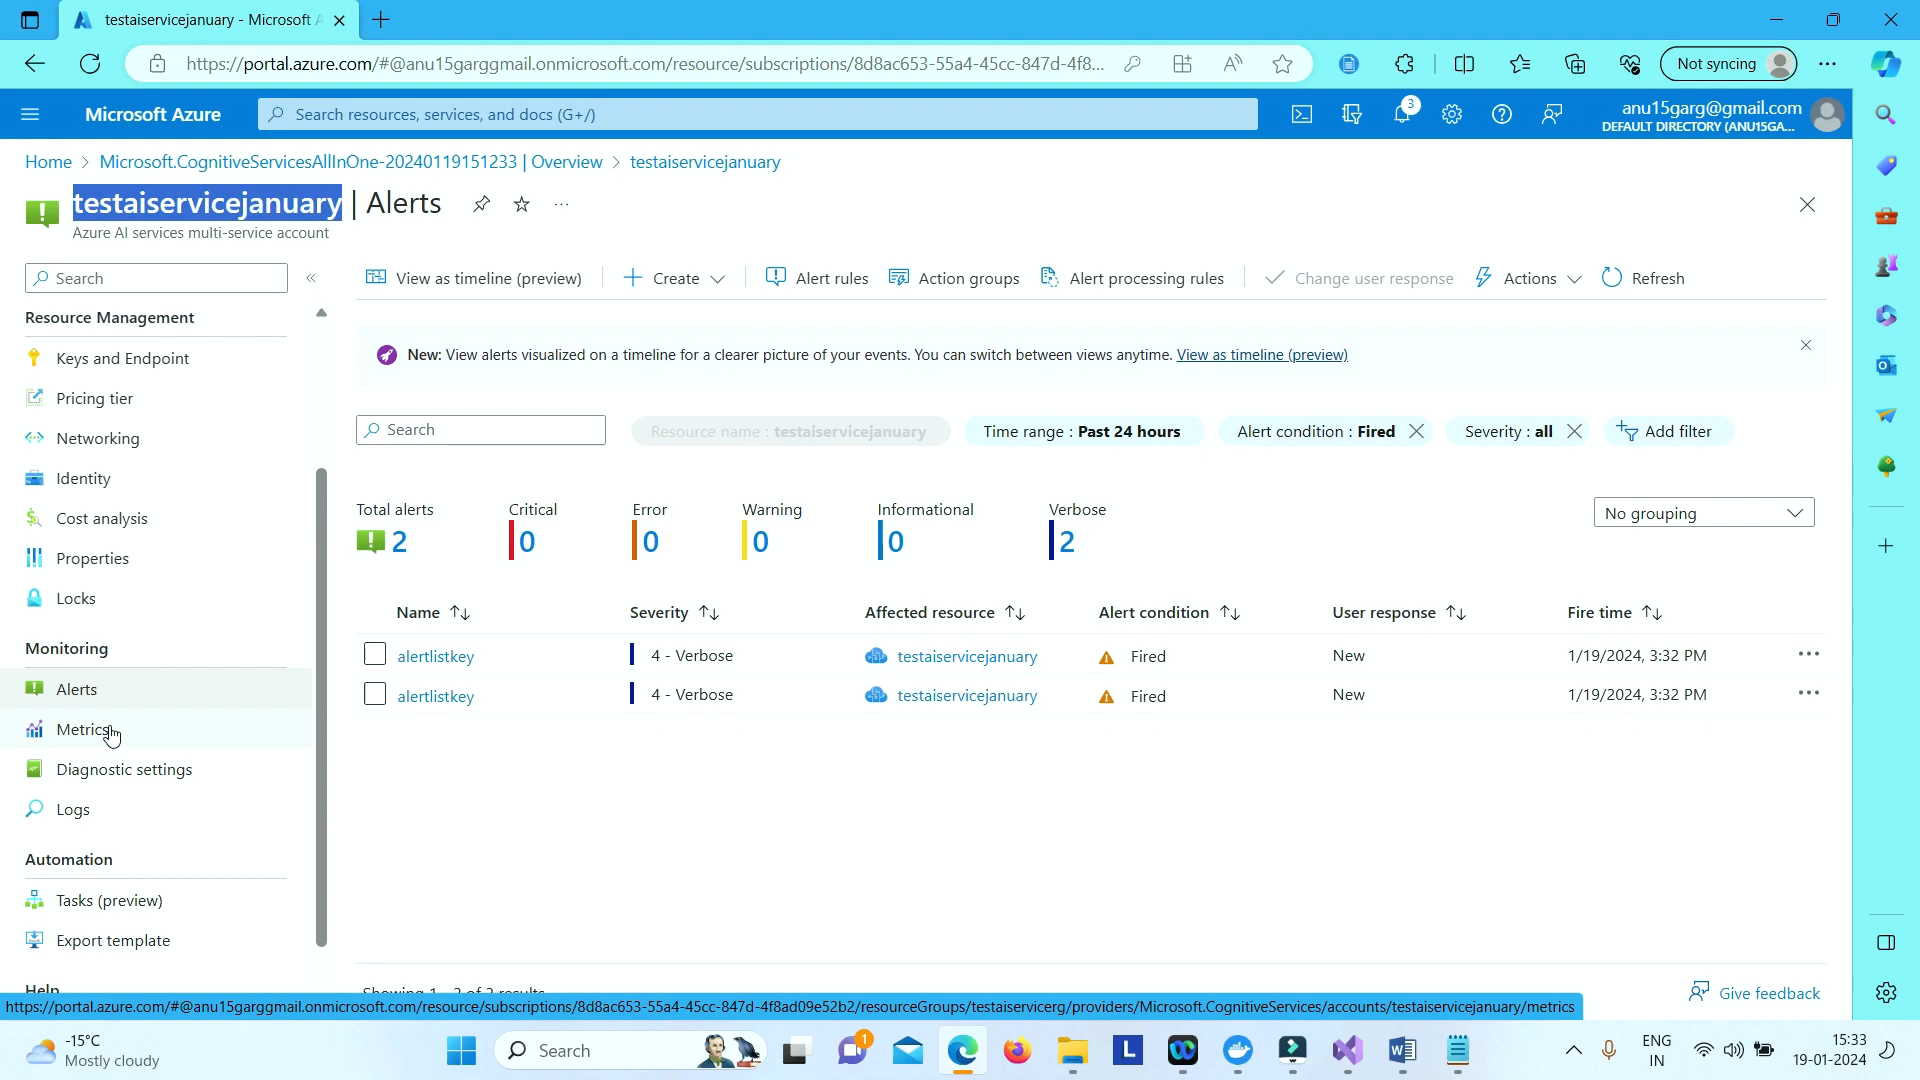 testaiservicejanuary - Microsoft A
https://portal.azure.com/#@anu15garggmail.onmicrosoft.com/resource/subscriptions/8d8ac653-55a4-45cc-847d-4f8...
Not syncing
Microsoft Azure
Search resources, services, and docs (G+/)
3
anu15garg@gmail.com
DEFAULT DIRECTORY (ANU15GA...
Home > Microsoft.CognitiveServicesAllInOne-20240119151233 | Overview > testaiservicejanuary
testaiservicejanuary | Alerts
Azure AI services multi-service account
Search
Resource Management
Keys and Endpoint
Pricing tier
Networking
Identity
Cost analysis
Properties
Locks
Monitoring
Alerts
Metrics
Diagnostic settings
Logs
Automation
Tasks (preview)
Export template
Help
View as timeline (preview)
Create
Alert rules
Action groups
Alert processing rules
Change user response
Actions
Refresh
New: View alerts visualized on a timeline for a clearer picture of your events. You can switch between views anytime. View as timeline (preview)
Search
Resource name : testaiservicejanuary
Time range : Past 24 hours
Alert condition : Fired
Severity : all
Add filter
Total alerts Critical Error Warning Informational Verbose
2 0 0 0 0 2
No grouping
Name Severity Affected resource Alert condition User response Fire time
alertlistkey 4 - Verbose testaiservicejanuary Fired New 1/19/2024, 3:32 PM
alertlistkey 4 - Verbose testaiservicejanuary Fired New 1/19/2024, 3:32 PM
Showing 1 - 2 of 2 results
Give feedback
https://portal.azure.com/#@anu15garggmail.onmicrosoft.com/resource/subscriptions/8d8ac653-55a4-45cc-847d-4f8ad09e52b2/resourceGroups/testaiservicerg/providers/Microsoft.CognitiveServices/accounts/testaiservicejanuary/metrics
-15°C
Mostly cloudy
Search
1
L
ENG
IN
15:33
19-01-2024